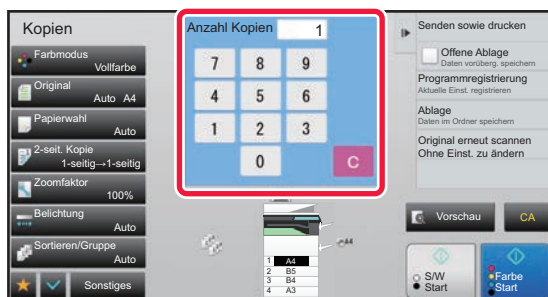 Kopien
Farbmodus
Vollfarbe
Original
Auto A4
Papierwahl
Auto
2-seit. Kopie
1-seitig→1-seitig
Zoomfaktor
100%
Belichtung
Auto
Sortieren/Gruppe
Auto
Sonstiges
Anzahl Kopien 1
7 8 9
4 5 6
1 2 3
0 C
A4
1 A4
2 B5
3 B4
4 A3
Senden sowie drucken
Offene Ablage
Daten vorüberg. speichern
Programmregistrierung
Aktuelle Einst. registrieren
Ablage
Daten im Ordner speichern
Original erneut scannen
Ohne Einst. zu ändern
Vorschau CA
S/W
Start
Farbe
Start